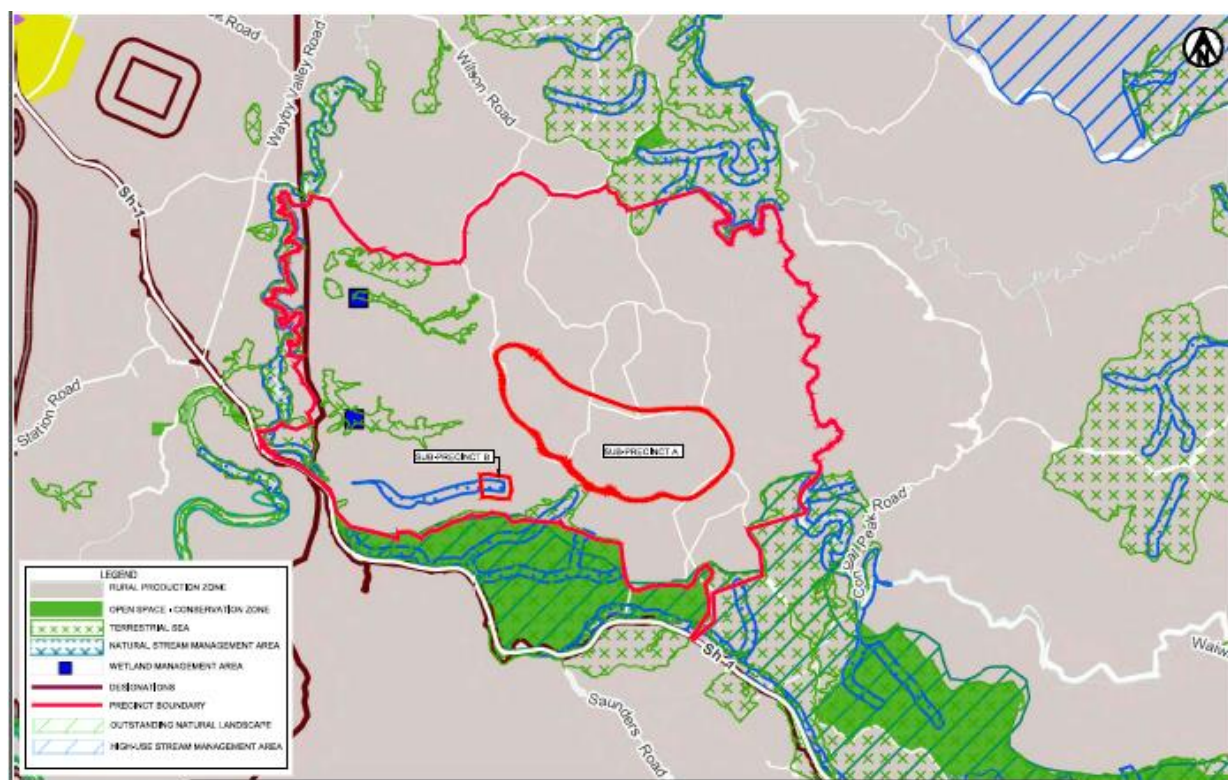 Wayby Valley Road
Wilson Road
Sh-1
Station Road
SUB-PRECINCT B
SUB-PRECINCT A
Peak Road
Sh-1
Saunders Road
LEGEND
RURAL PRODUCTION ZONE
OPEN SPACE - CONSERVATION ZONE
TERRESTRIAL SEA
NATURAL STREAM MANAGEMENT AREA
WETLAND MANAGEMENT AREA
DESIGNATIONS
PRECINCT BOUNDARY
OUTSTANDING NATURAL LANDSCAPE
HIGH-USE STREAM MANAGEMENT AREA